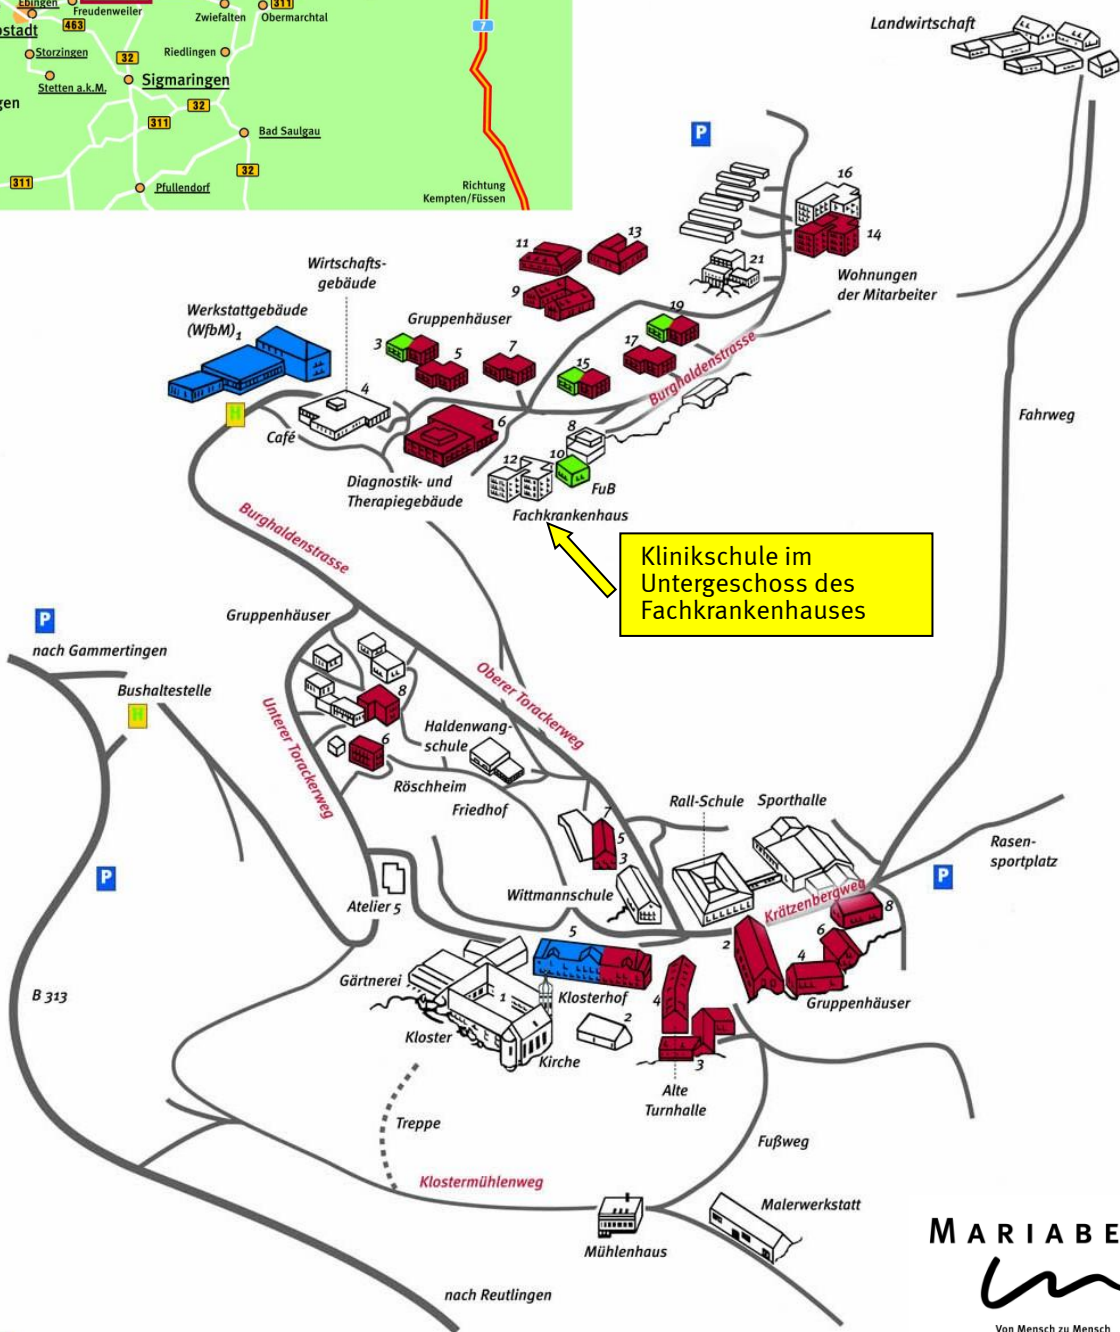 Ebingen
Freudenweiler
463
Zwiefalten
311
Obermarchtal
7
Storzingen
32
Riedlingen
Stetten a.k.M.
Sigmaringen
32
311
Bad Saulgau
32
311
Pfullendorf
Richtung
Kempten/Füssen
Landwirtschaft
P
16
14
Wohnungen
der Mitarbeiter
11
13
9
21
Wirtschafts-
gebäude
Werkstattgebäude
(WfbM) 1
Gruppenhäuser
3
5
7
19
17
15
Burghaldenstrasse
4
H
Café
6
8
10
12
FuB
Diagnostik- und
Therapiegebäude
Fachkrankenhaus
Fahrweg
Klinikschule im
Untergeschoss des
Fachkrankenhauses
Burghaldenstrasse
Gruppenhäuser
P
nach Gammertingen
Bushaltestelle
H
Unterer Torackerweg
Oberer Torackerweg
8
6
Haldenwang-
schule
Röschheim
Friedhof
7
5
3
Rall-Schule
Sporthalle
Rasen-
sportplatz
P
P
Wittmannschule
Krätzenbergweg
Atelier 5
8
6
4
2
Gruppenhäuser
5
Gärtnerei
Klosterhof
1
4
2
3
B 313
Kloster
Kirche
Alte
Turnhalle
Treppe
Fußweg
Klostermühlenweg
Malerwerkstatt
Mühlenhaus
nach Reutlingen
MARIABE
Von Mensch zu Mensch